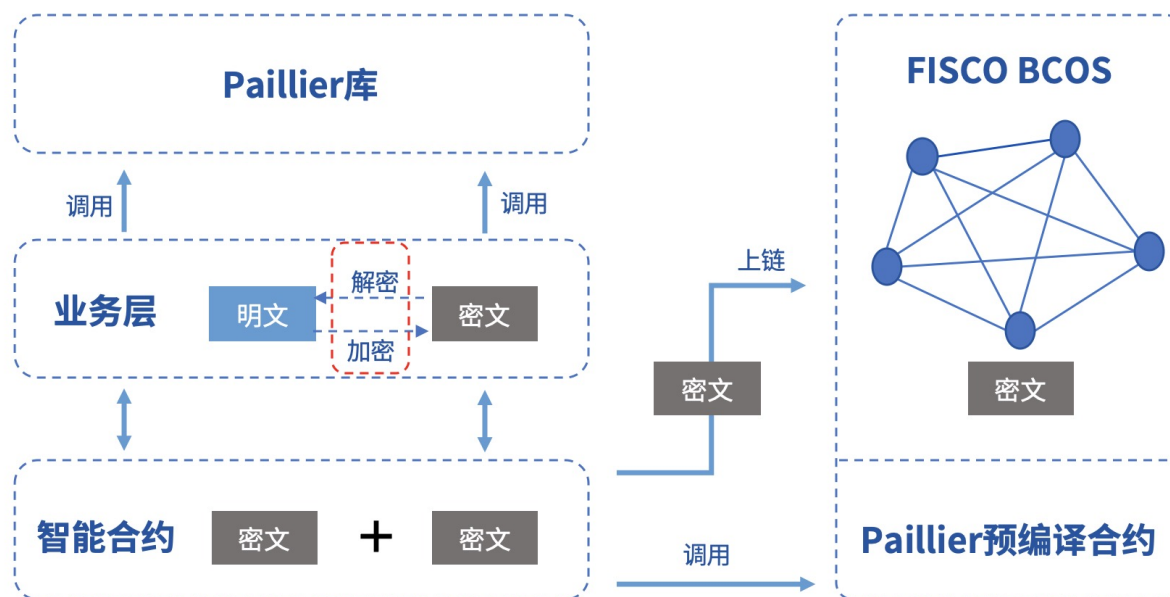 Paillier库
FISCO BCOS
调用
调用
业务层
明文
解密
加密
密文
上链
密文
密文
智能合约
密文
+
密文
调用
Paillier预编译合约